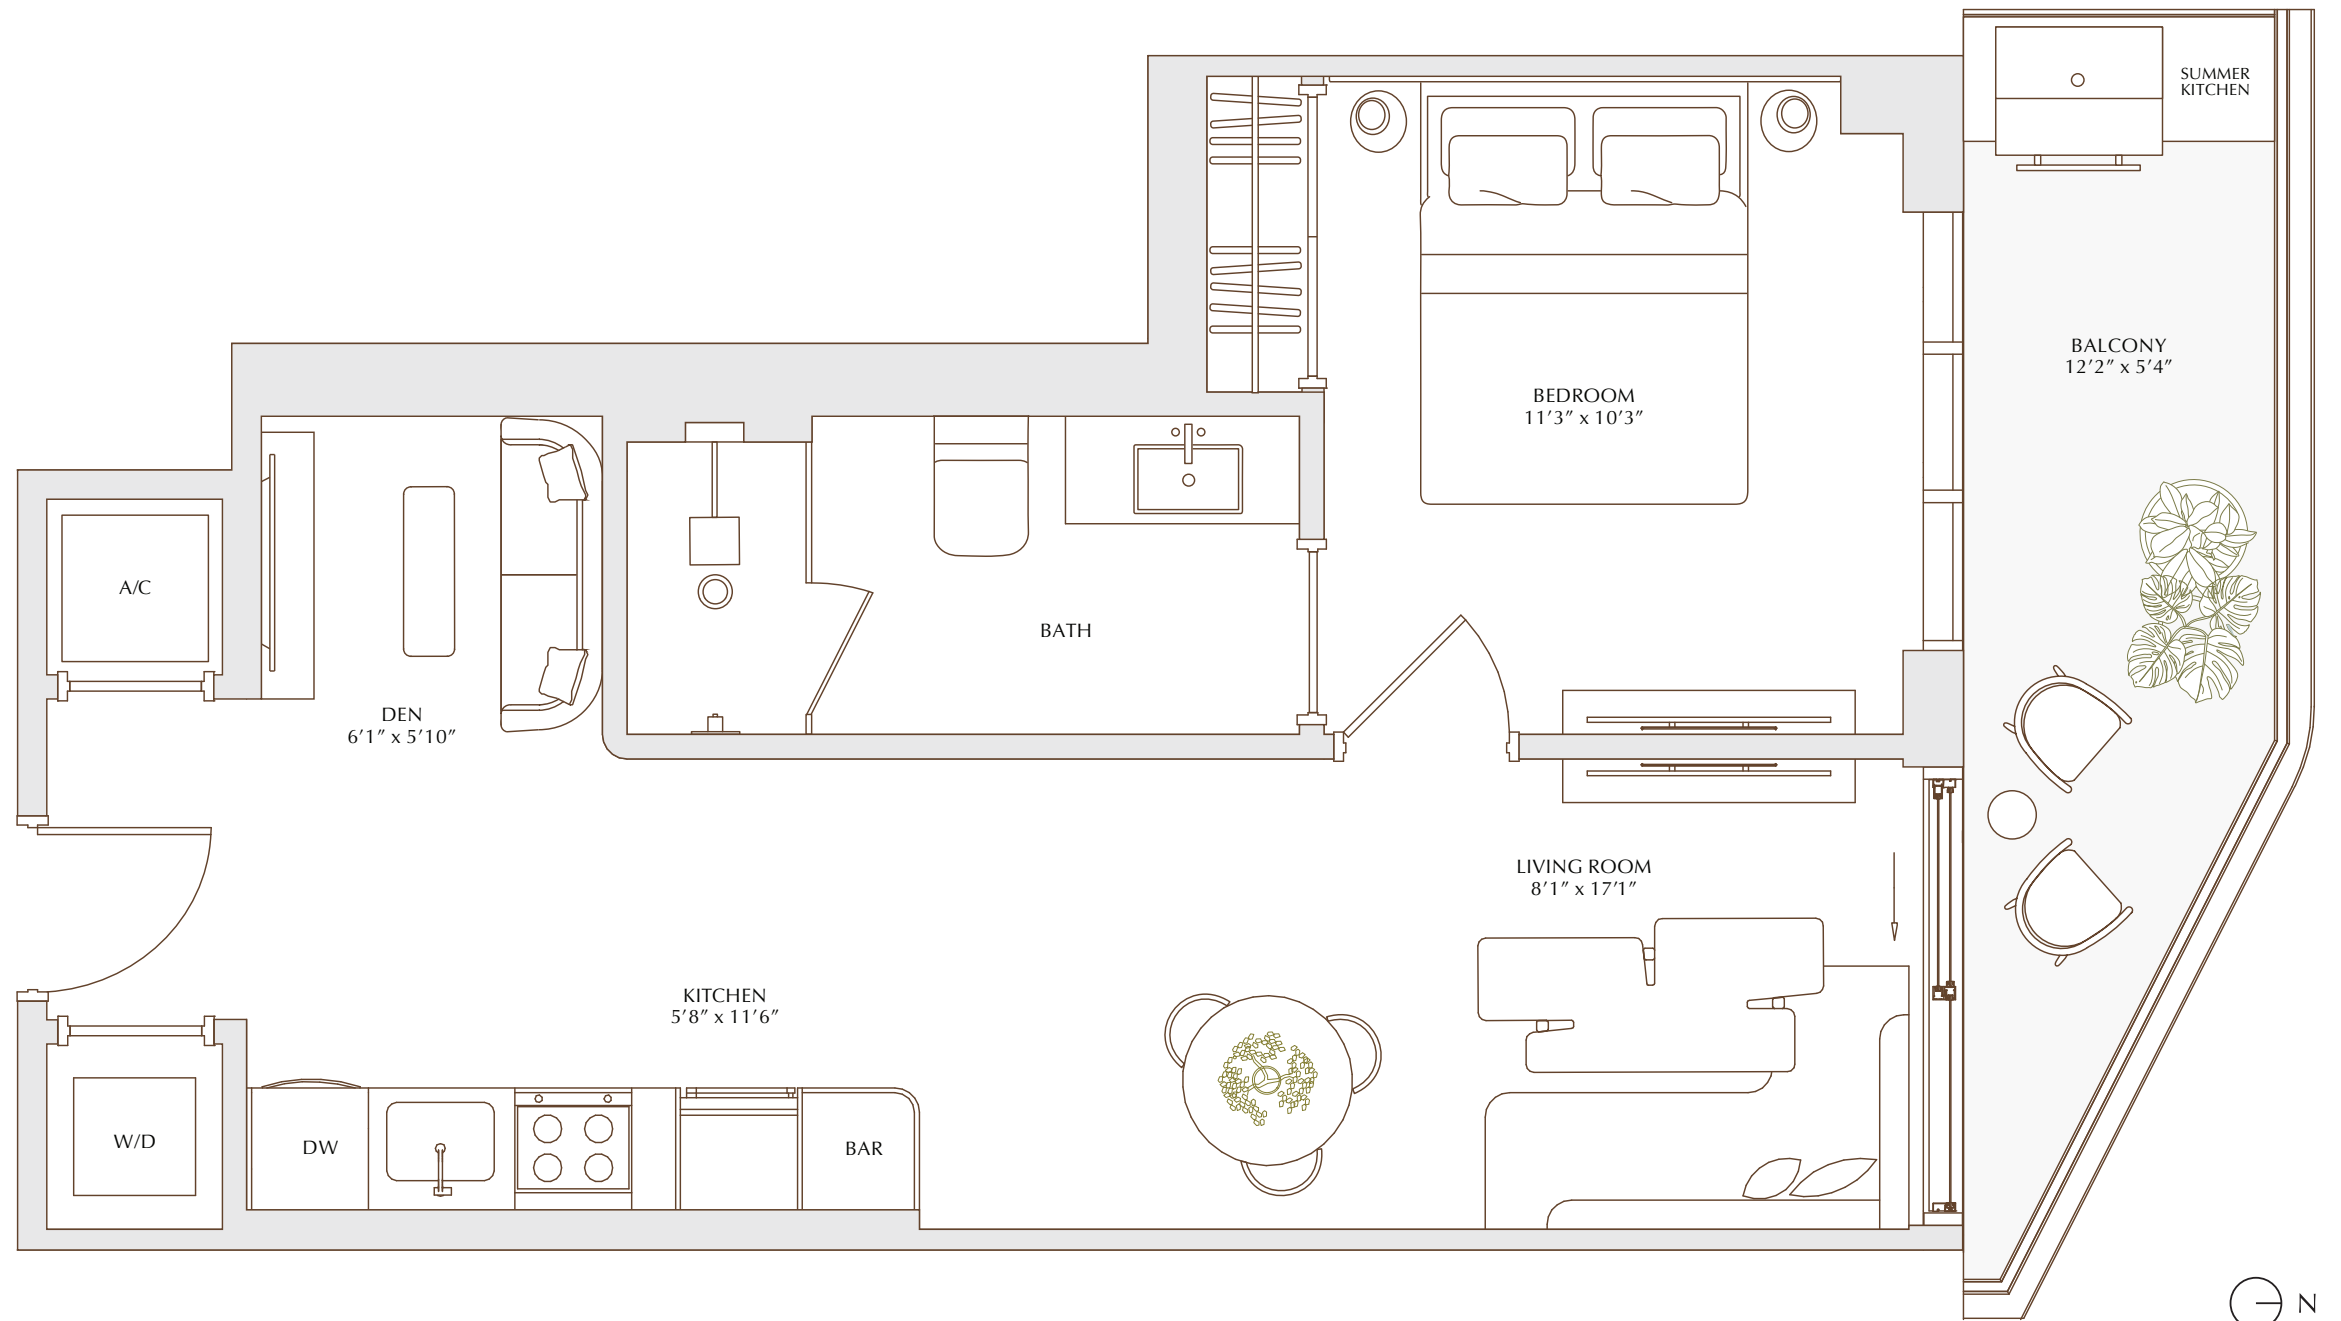 SUMMER
KITCHEN
BALCONY
12’2” x 5’4”
BEDROOM
11’3” x 10’3”
A/C
BATH
DEN
6’1” x 5’10”
LIVING ROOM
8’1” x 17’1”
KITCHEN
5’8” x 11’6”
W/D
DW
BAR
N